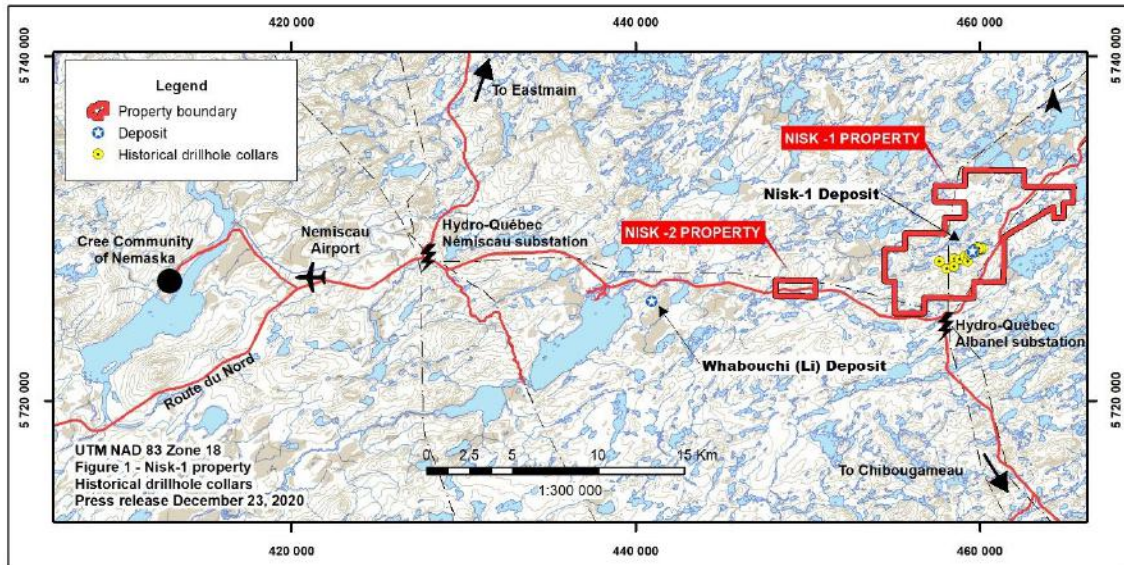 420 000
440 000
460 000
5 740 000
5 740 000
Legend
Property boundary
Deposit
Historical drillhole collars
To Eastmain
NISK -1 PROPERTY
Nisk-1 Deposit
Cree Community
of Nemaska
Nemiscau
Airport
Hydro-Québec
Némiscau substation
NISK -2 PROPERTY
Hydro-Québec
Albanel substation
Whabouchi (Li) Deposit
Route du Nord
5 720 000
5 720 000
UTM NAD 83 Zone 18
Figure 1 - Nisk-1 property
Historical drillhole collars
Press release December 23, 2020
0 2,5 5 10 15 Km
1:300 000
To Chibougameau
420 000
440 000
460 000